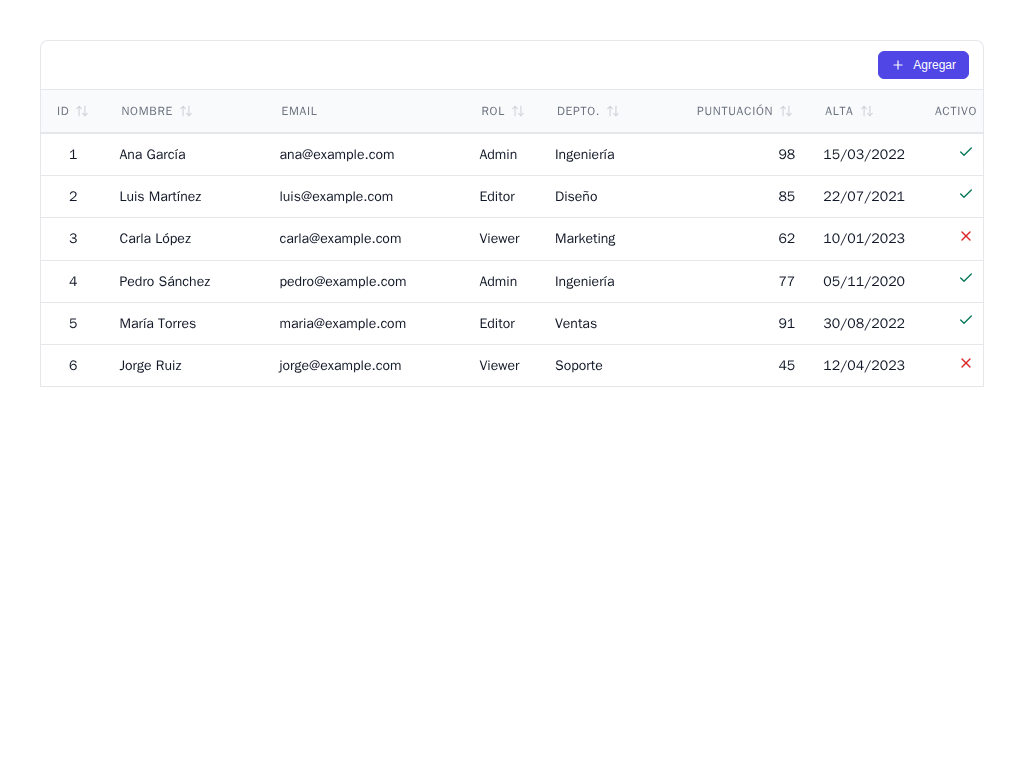 Agregar
ID NOMBRE EMAIL ROL DEPTO. PUNTUACIÓN ALTA ACTIVO
1 Ana García ana@example.com Admin Ingeniería 98 15/03/2022
2 Luis Martínez luis@example.com Editor Diseño 85 22/07/2021
3 Carla López carla@example.com Viewer Marketing 62 10/01/2023
4 Pedro Sánchez pedro@example.com Admin Ingeniería 77 05/11/2020
5 María Torres maria@example.com Editor Ventas 91 30/08/2022
6 Jorge Ruiz jorge@example.com Viewer Soporte 45 12/04/2023